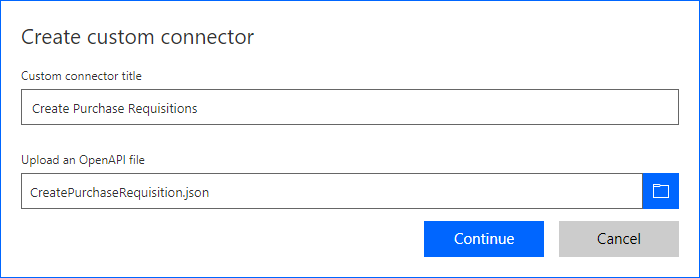 Create custom connector
Custom connector title
Create Purchase Requisitions
Upload an OpenAPI file
CreatePurchaseRequisition.json
Continue
Cancel